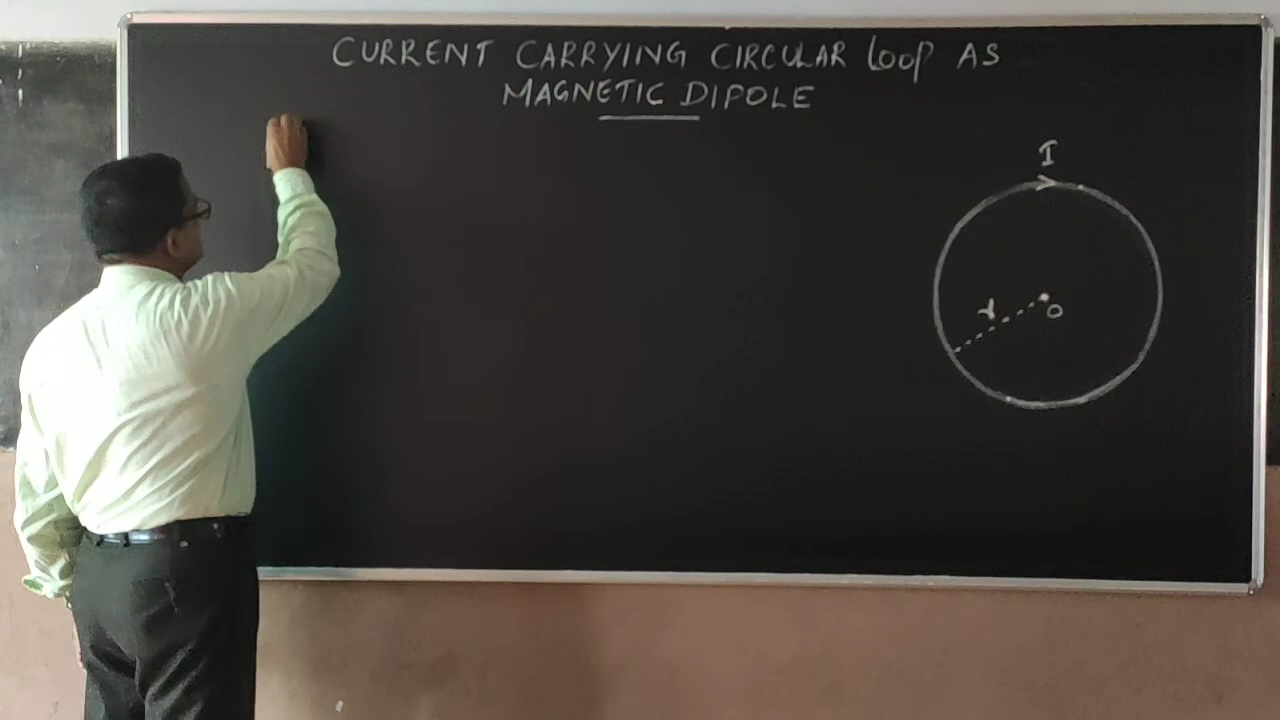 CURRENT CARRYING CIRCULAR LOOP AS
MAGNETIC DIPOLE
I
r
O